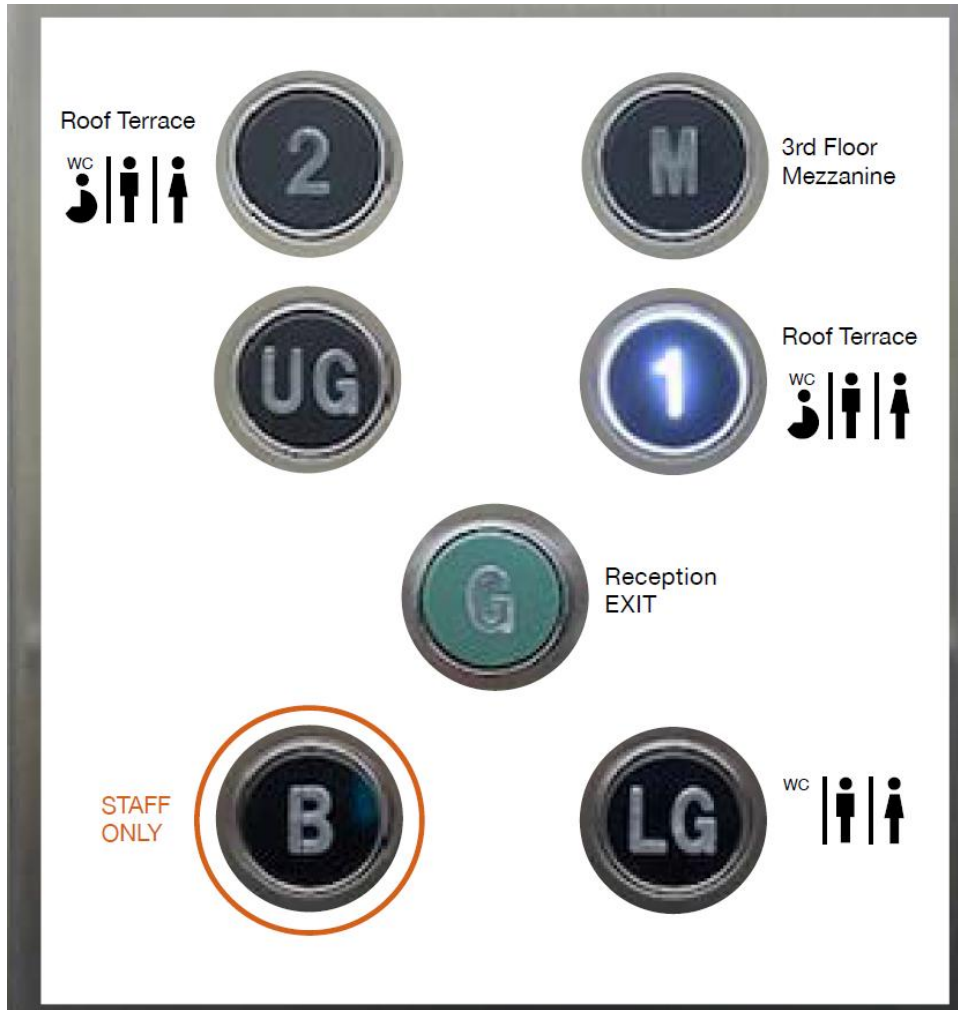 Roof Terrace
WC
2
M
3rd Floor
Mezzanine
UG
1
Roof Terrace
WC
G
Reception
EXIT
STAFF
ONLY
B
LG
WC